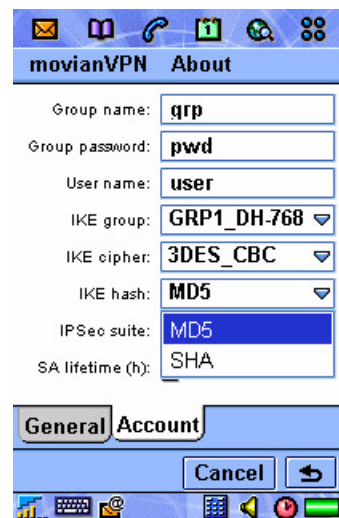 movianVPN About
Group name: grp
Group password: pwd
User name: user
IKE group: GRP1_DH-768
IKE cipher: 3DES_CBC
IKE hash: MD5
IPSec suite: MD5
SHA
SA lifetime (h):
General Account
Cancel